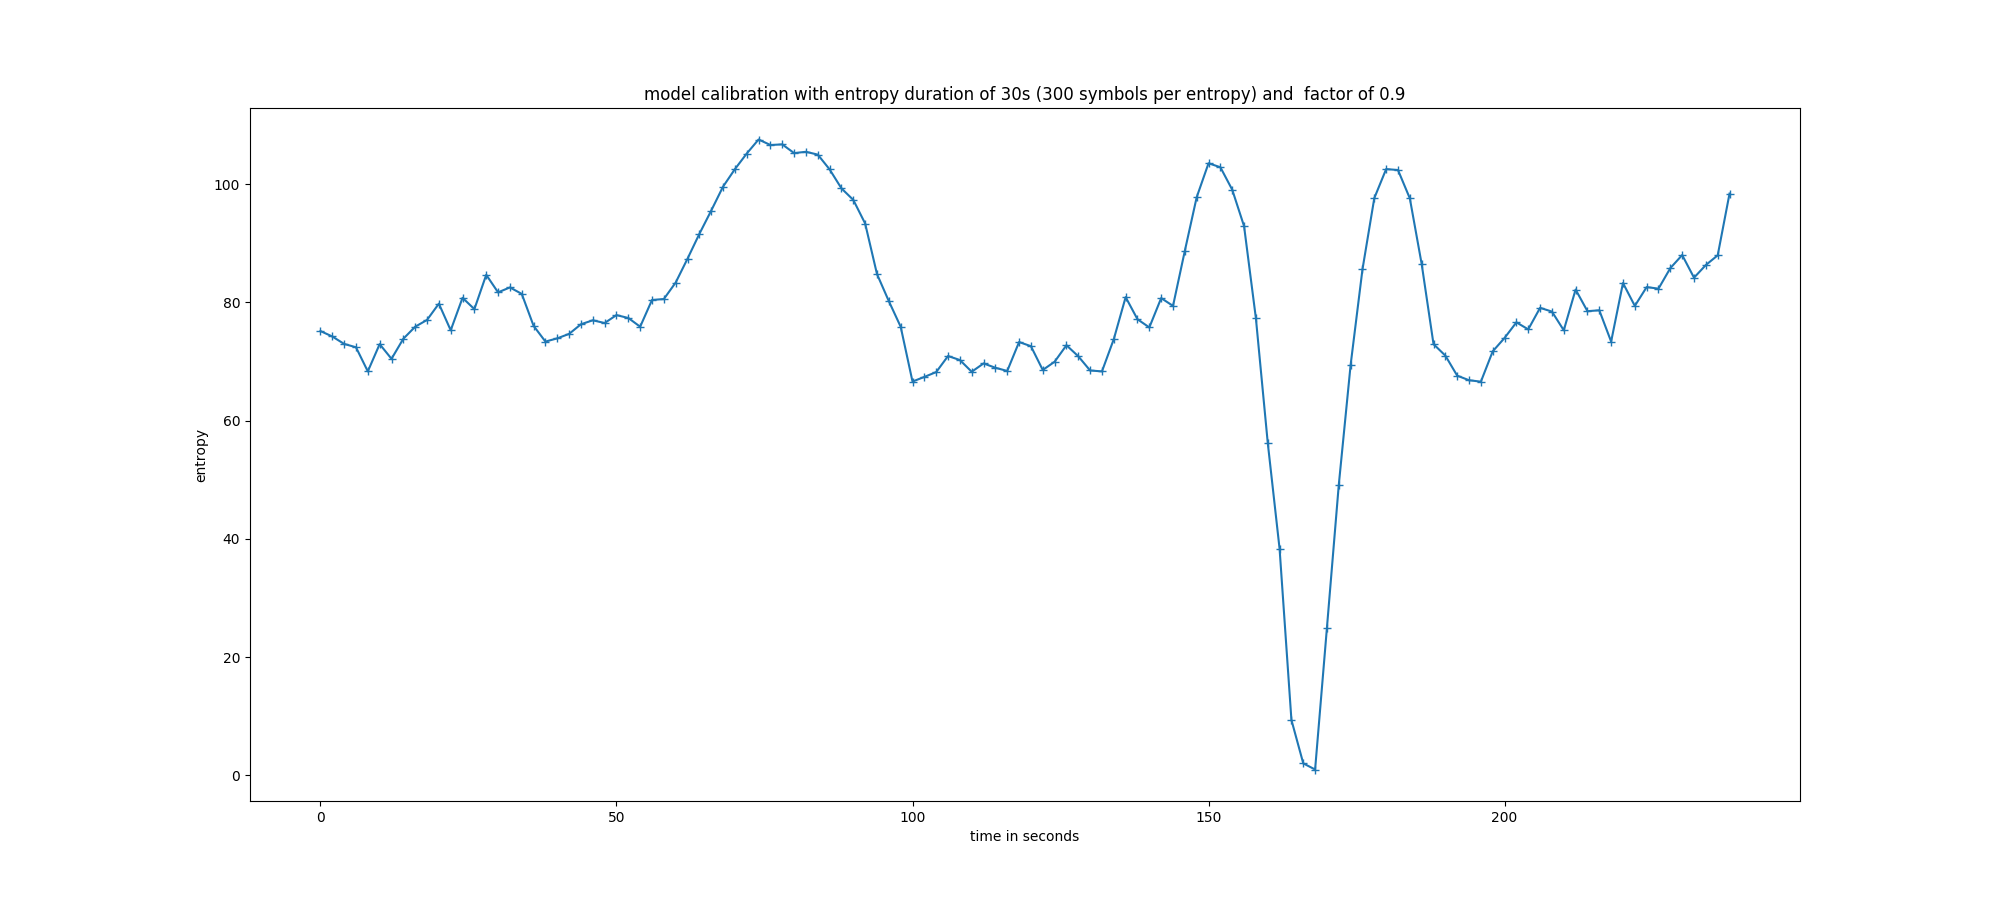 model calibration with entropy duration of 30s (300 symbols per entropy) and  factor of 0.9
100
80
60
40
20
0
entropy
0 50 100 150 200
time in seconds